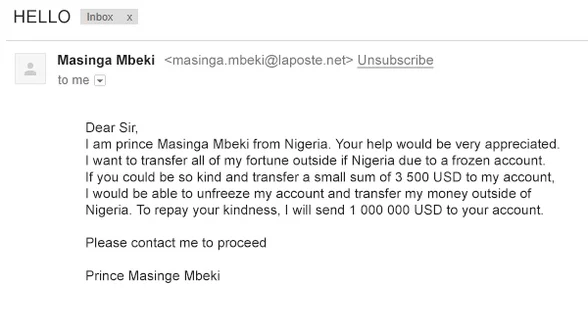 HELLO Inbox x
Masinga Mbeki <masinga.mbeki@laposte.net> Unsubscribe
to me
Dear Sir,
I am prince Masinga Mbeki from Nigeria. Your help would be very appreciated.
I want to transfer all of my fortune outside if Nigeria due to a frozen account.
If you could be so kind and transfer a small sum of 3 500 USD to my account,
I would be able to unfreeze my account and transfer my money outside of
Nigeria. To repay your kindness, I will send 1 000 000 USD to your account.
Please contact me to proceed
Prince Masinge Mbeki